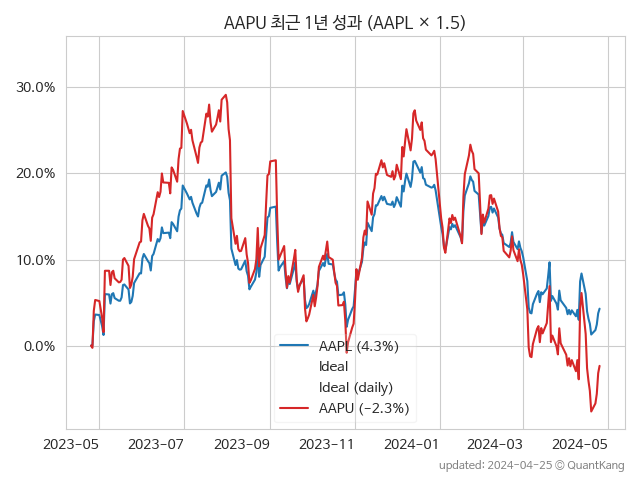 AAPU 최근 1년 성과 (AAPL × 1.5)
30.0%
20.0%
10.0%
0.0%
AAPL (4.3%)
Ideal
Ideal (daily)
AAPU (−2.3%)
2023-05 2023-07 2023-09 2023-11 2024-01 2024-03 2024-05
updated: 2024-04-25 © QuantKang